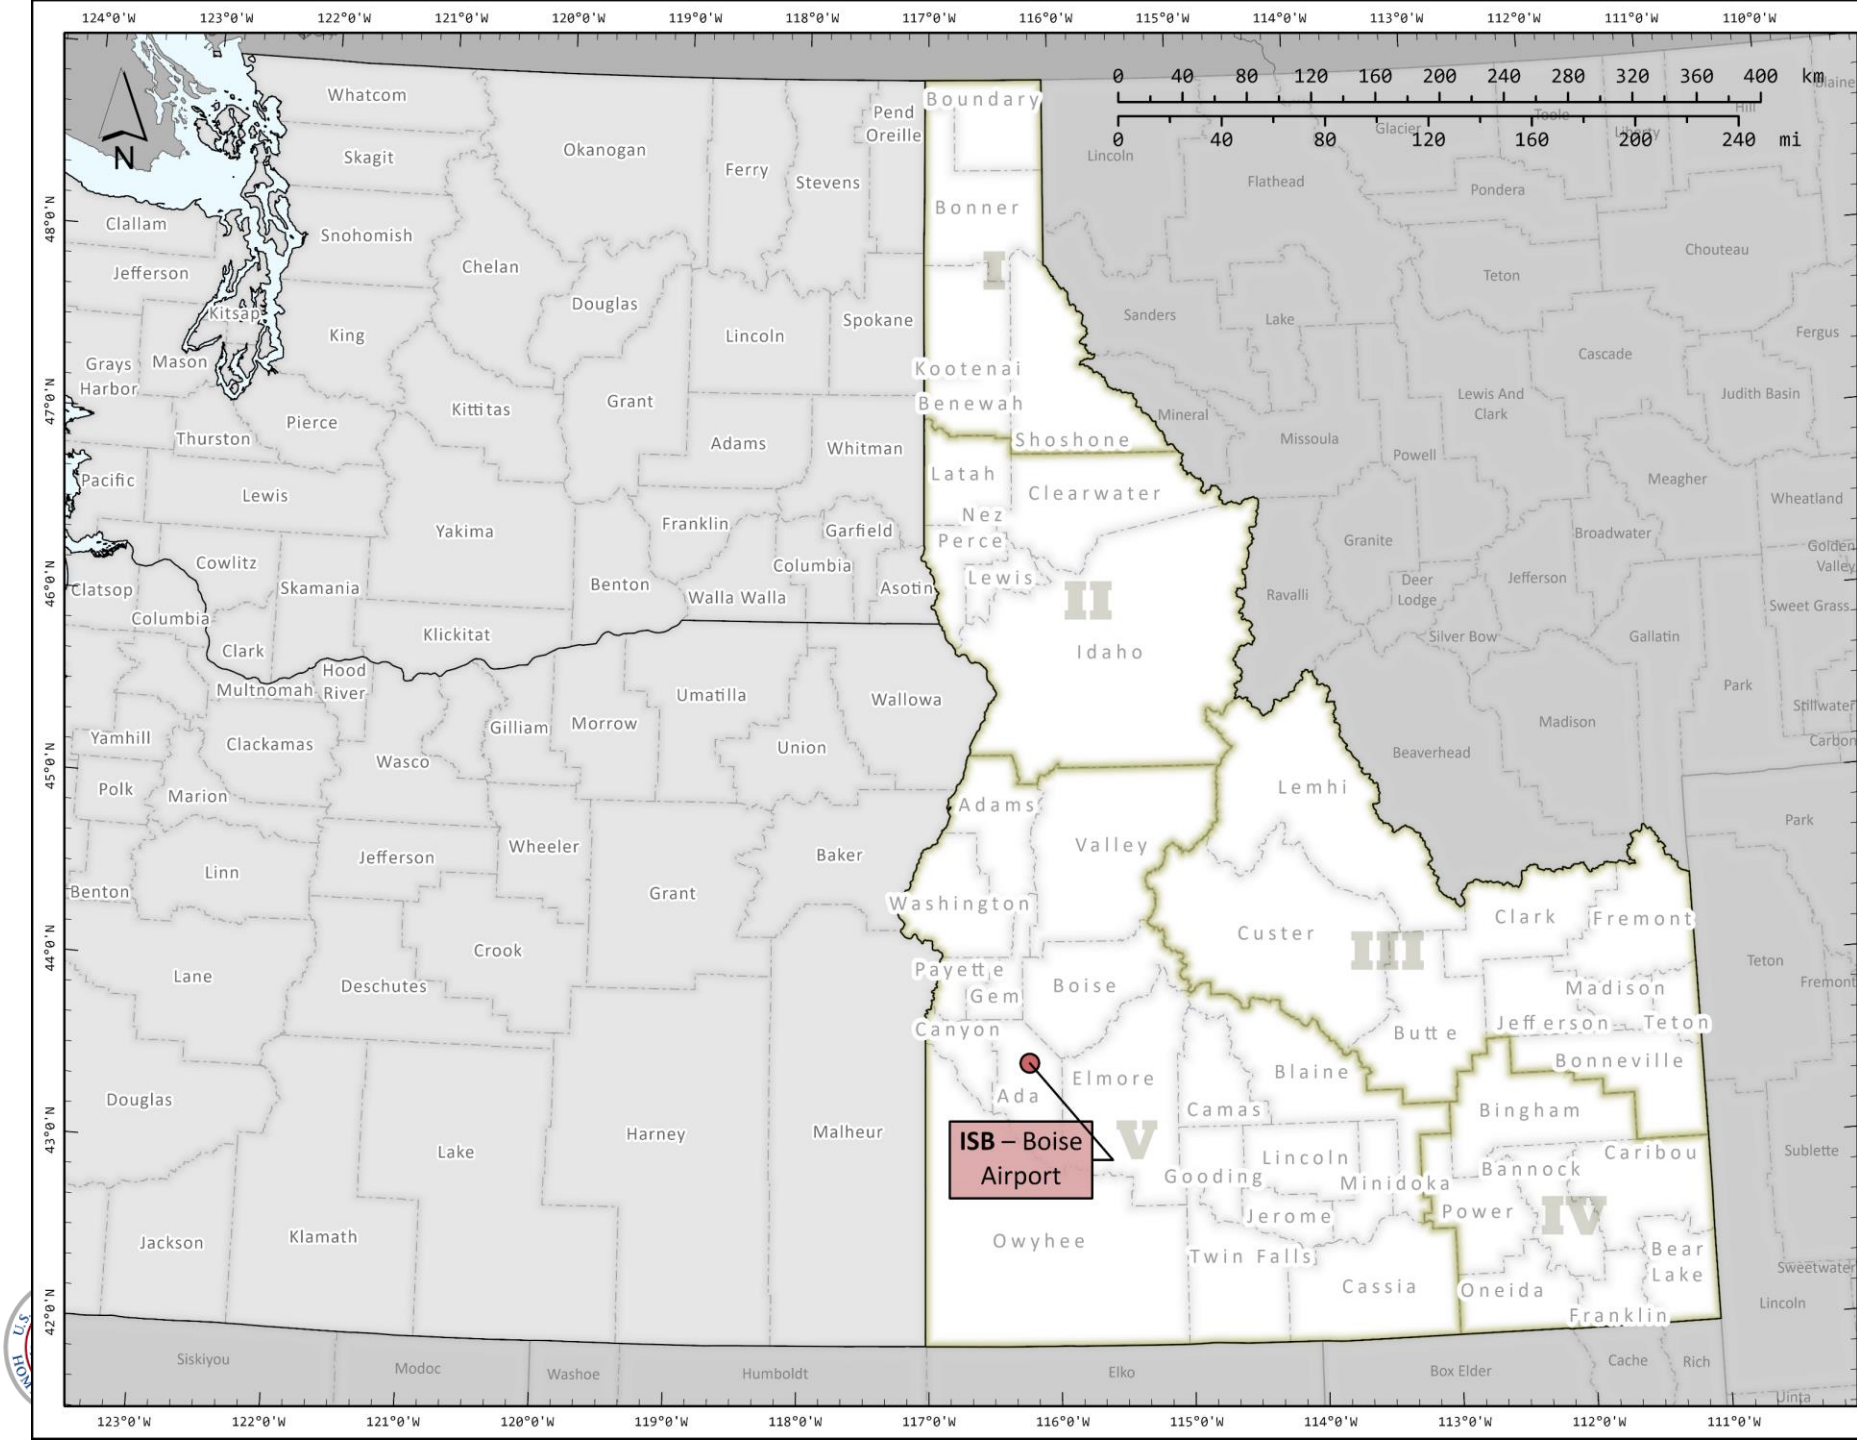 124°0'W 123°0'W 122°0'W 121°0'W 120°0'W 119°0'W 118°0'W 117°0'W 116°0'W 115°0'W 114°0'W 113°0'W 112°0'W 111°0'W 110°0'W
0 40 80 120 160 200 240 280 320 360 400 km
0 40 80 120 160 200 240 mi
N
48°0'N
47°0'N
46°0'N
45°0'N
44°0'N
43°0'N
42°0'N
Whatcom
Skagit
Okanogan
Ferry
Stevens
Pend
Oreille
Clallam
Jefferson
Snohomish
Chelan
Douglas
Kitsap
King
Lincoln
Spokane
Grays
Harbor
Mason
Kittitas
Grant
Pierce
Thurston
Adams
Whitman
Pacific
Lewis
Yakima
Franklin
Garfield
Columbia
Asotin
Benton
Walla Walla
Cowlitz
Skamania
Klickitat
Clark
Clatsop
Columbia
Hood
River
Multnomah
Yamhill
Clackamas
Wasco
Gilliam
Morrow
Umatilla
Wallowa
Union
Polk
Marion
Linn
Jefferson
Wheeler
Baker
Benton
Grant
Crook
Lane
Deschutes
Douglas
Lake
Harney
Malheur
Jackson
Klamath
Boundary
Bonner
I
Kootenai
Benewah
Shoshone
Latah
Clearwater
Nez
Perce
Lewis
II
Idaho
Adams
Valley
Lemhi
Washington
Custer
III
Clark
Fremont
Payette
Gem
Boise
Madison
Canyon
Butte
Jefferson
Teton
Bonneville
Ada
Elmore
Blaine
Camas
Bingham
V
ISB – Boise
Airport
Gooding
Lincoln
Minidoka
Bannock
Caribou
Power
IV
Jerome
Owyhee
Twin Falls
Cassia
Oneida
Bear
Lake
Franklin
Blaine
Hill
Toole
Liberty
Glacier
Lincoln
Flathead
Pondera
Chouteau
Teton
Sanders
Lake
Fergus
Cascade
Lewis And
Clark
Judith Basin
Mineral
Missoula
Powell
Meagher
Wheatland
Granite
Broadwater
Golden
Valley
Deer
Lodge
Jefferson
Ravalli
Sweet Grass
Silver Bow
Gallatin
Park
Stillwater
Carbon
Madison
Beaverhead
Park
Teton
Fremont
Sublette
Sweetwater
Lincoln
Uinta
Siskiyou
Modoc
Washoe
Humboldt
Elko
Box Elder
Cache
Rich
U.S.
HOM
123°0'W 122°0'W 121°0'W 120°0'W 119°0'W 118°0'W 117°0'W 116°0'W 115°0'W 114°0'W 113°0'W 112°0'W 111°0'W